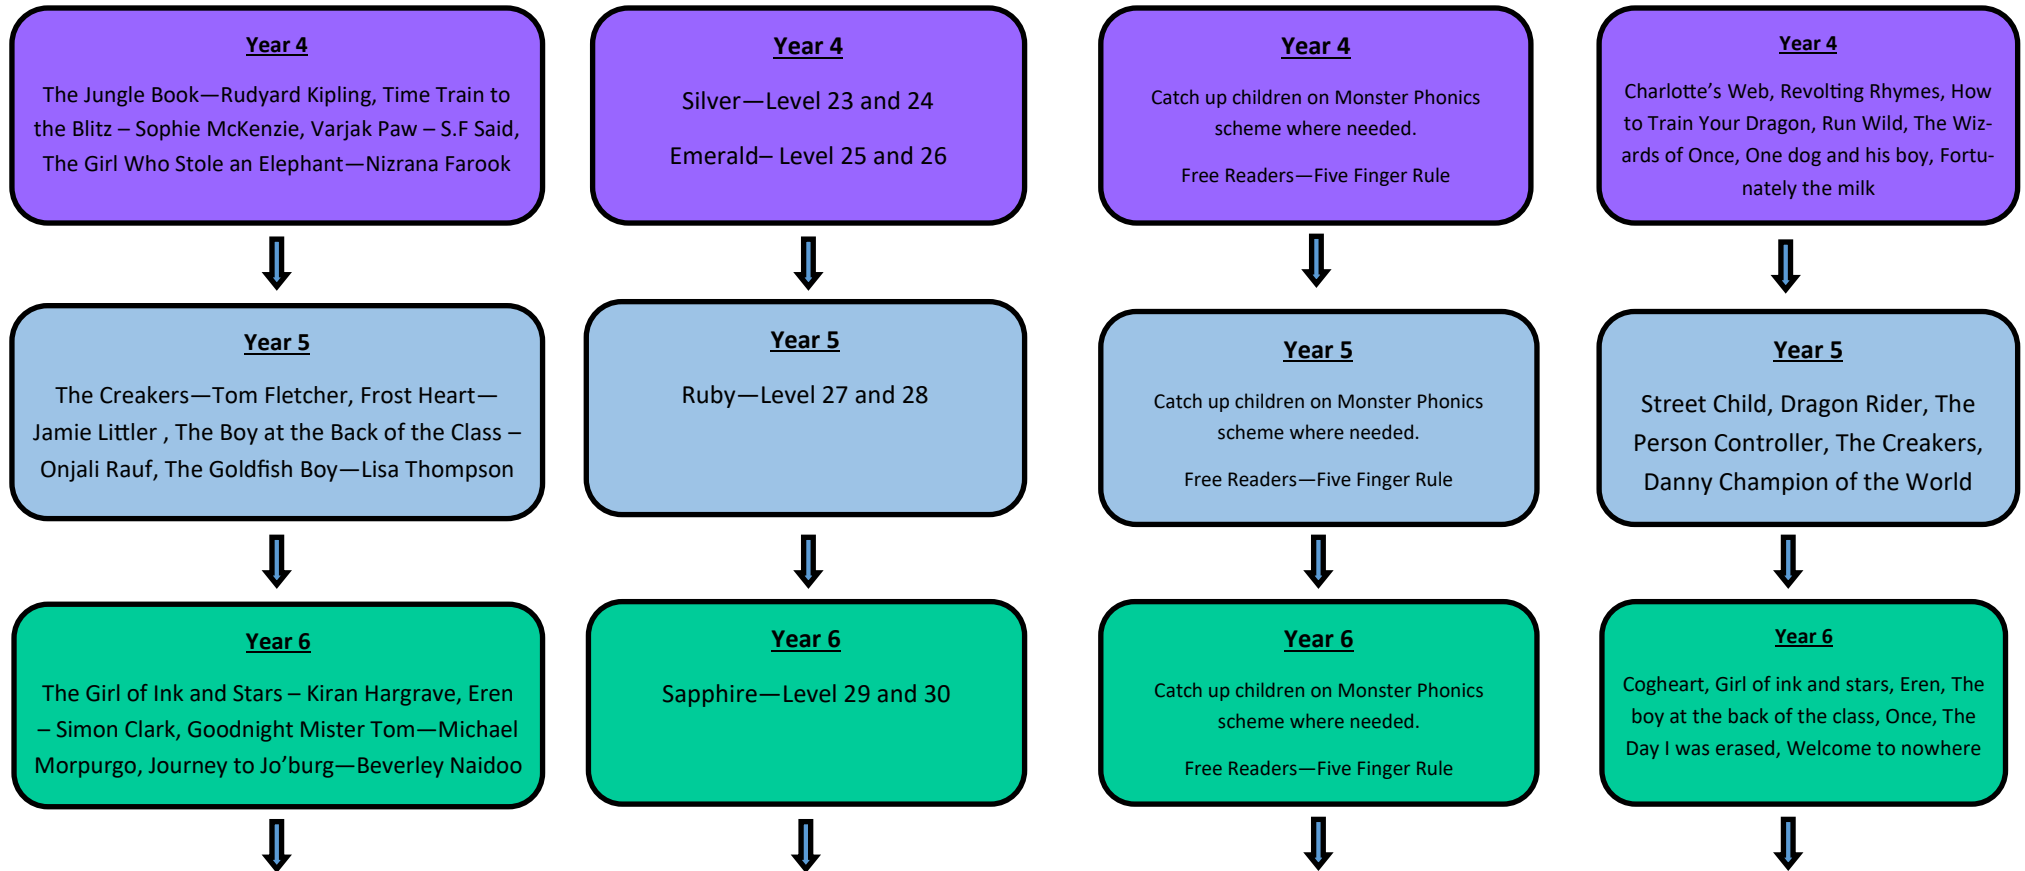 Year 4
The Jungle Book—Rudyard Kipling, Time Train to
the Blitz – Sophie McKenzie, Varjak Paw – S.F Said,
The Girl Who Stole an Elephant—Nizrana Farook
Year 4
Silver—Level 23 and 24
Emerald– Level 25 and 26
Year 4
Catch up children on Monster Phonics
scheme where needed.
Free Readers—Five Finger Rule
Year 4
Charlotte's Web, Revolting Rhymes, How
to Train Your Dragon, Run Wild, The Wiz-
ards of Once, One dog and his boy, Fortu-
nately the milk
Year 5
The Creakers—Tom Fletcher, Frost Heart—
Jamie Littler , The Boy at the Back of the Class –
Onjali Rauf, The Goldfish Boy—Lisa Thompson
Year 5
Ruby—Level 27 and 28
Year 5
Catch up children on Monster Phonics
scheme where needed.
Free Readers—Five Finger Rule
Year 5
Street Child, Dragon Rider, The
Person Controller, The Creakers,
Danny Champion of the World
Year 6
The Girl of Ink and Stars – Kiran Hargrave, Eren
– Simon Clark, Goodnight Mister Tom—Michael
Morpurgo, Journey to Jo'burg—Beverley Naidoo
Year 6
Sapphire—Level 29 and 30
Year 6
Catch up children on Monster Phonics
scheme where needed.
Free Readers—Five Finger Rule
Year 6
Cogheart, Girl of ink and stars, Eren, The
boy at the back of the class, Once, The
Day I was erased, Welcome to nowhere